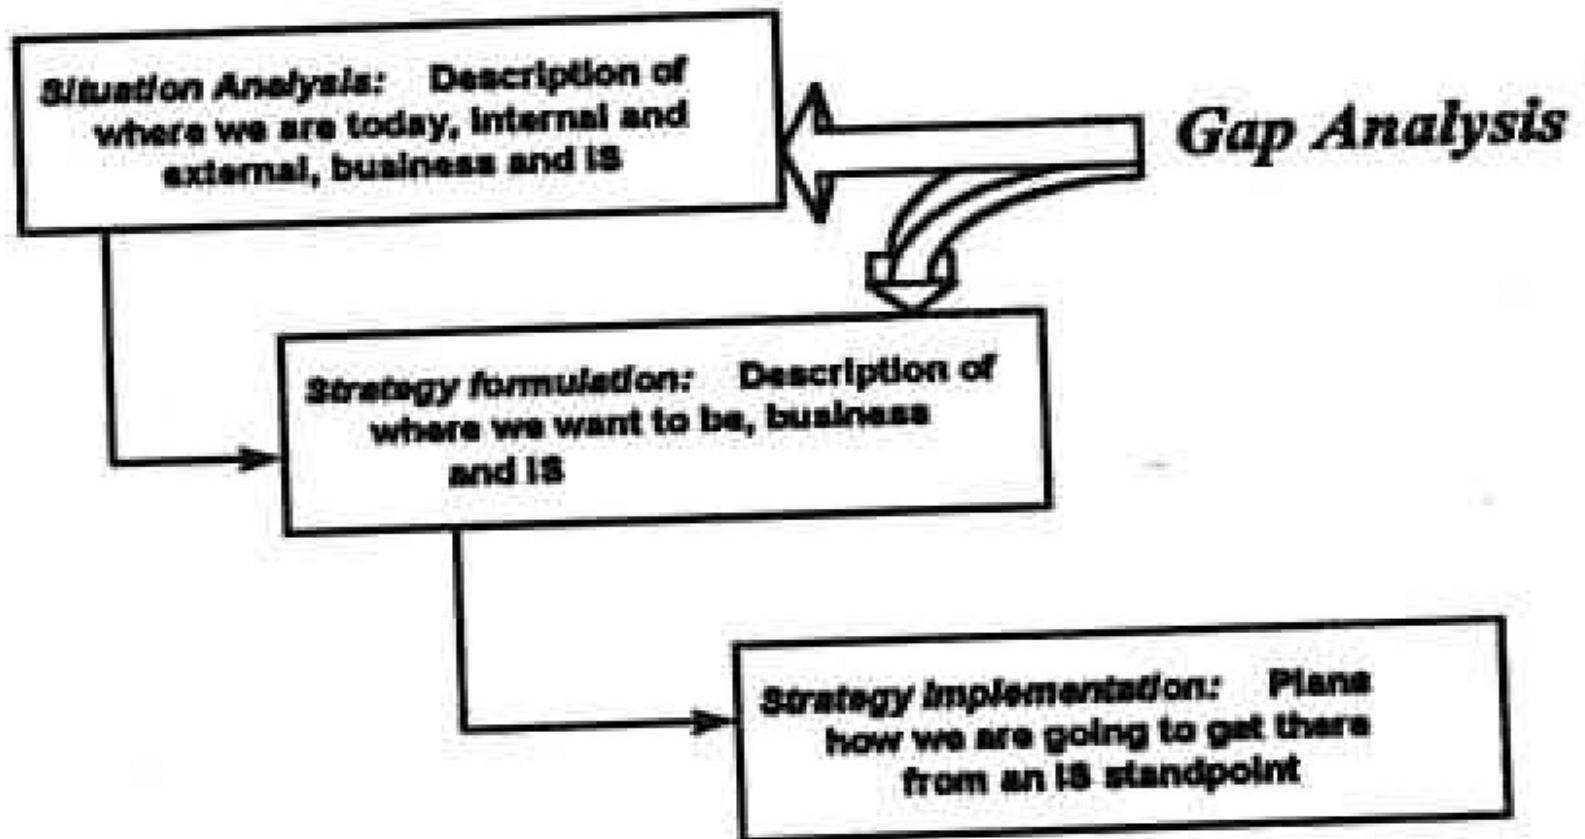 Situation Analysis: Description of
where we are today, internal and
external, business and IS
Gap Analysis
Strategy formulation: Description of
where we want to be, business
and IS
Strategy Implementation: Plans
how we are going to get there
from an IS standpoint